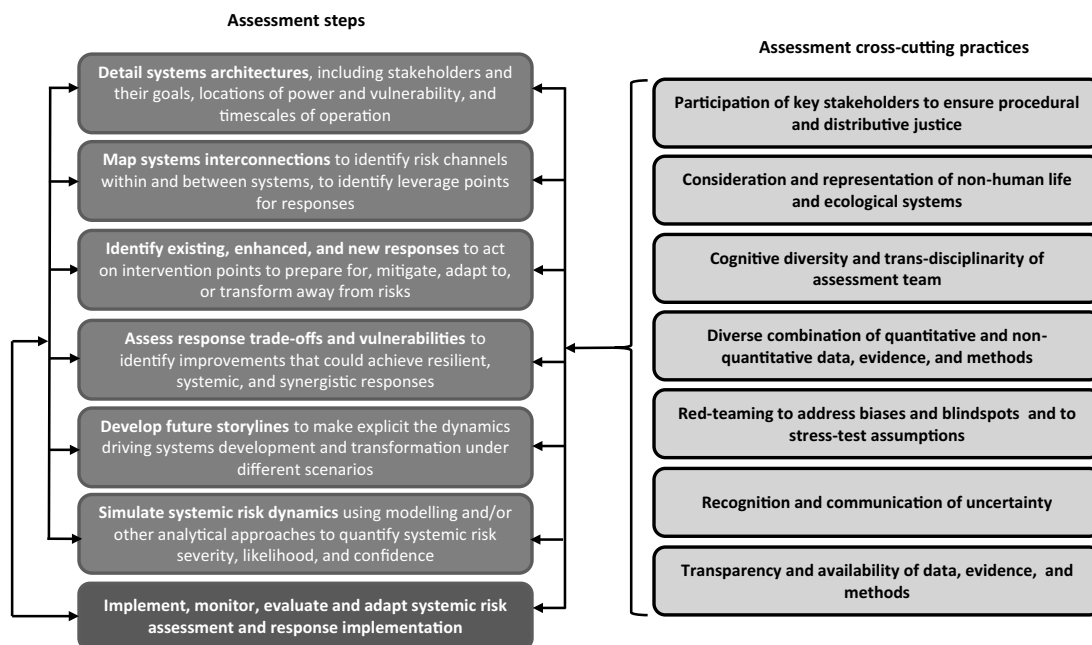 Assessment steps
Detail systems architectures, including stakeholders and
their goals, locations of power and vulnerability, and
timescales of operation
Map systems interconnections to identify risk channels
within and between systems, to identify leverage points
for responses
Identify existing, enhanced, and new responses to act
on intervention points to prepare for, mitigate, adapt to,
or transform away from risks
Assess response trade-offs and vulnerabilities to
identify improvements that could achieve resilient,
systemic, and synergistic responses
Develop future storylines to make explicit the dynamics
driving systems development and transformation under
different scenarios
Simulate systemic risk dynamics using modelling and/or
other analytical approaches to quantify systemic risk
severity, likelihood, and confidence
Implement, monitor, evaluate and adapt systemic risk
assessment and response implementation
Assessment cross-cutting practices
Participation of key stakeholders to ensure procedural
and distributive justice
Consideration and representation of non-human life
and ecological systems
Cognitive diversity and trans-disciplinarity of
assessment team
Diverse combination of quantitative and non-
quantitative data, evidence, and methods
Red-teaming to address biases and blindspots and to
stress-test assumptions
Recognition and communication of uncertainty
Transparency and availability of data, evidence, and
methods